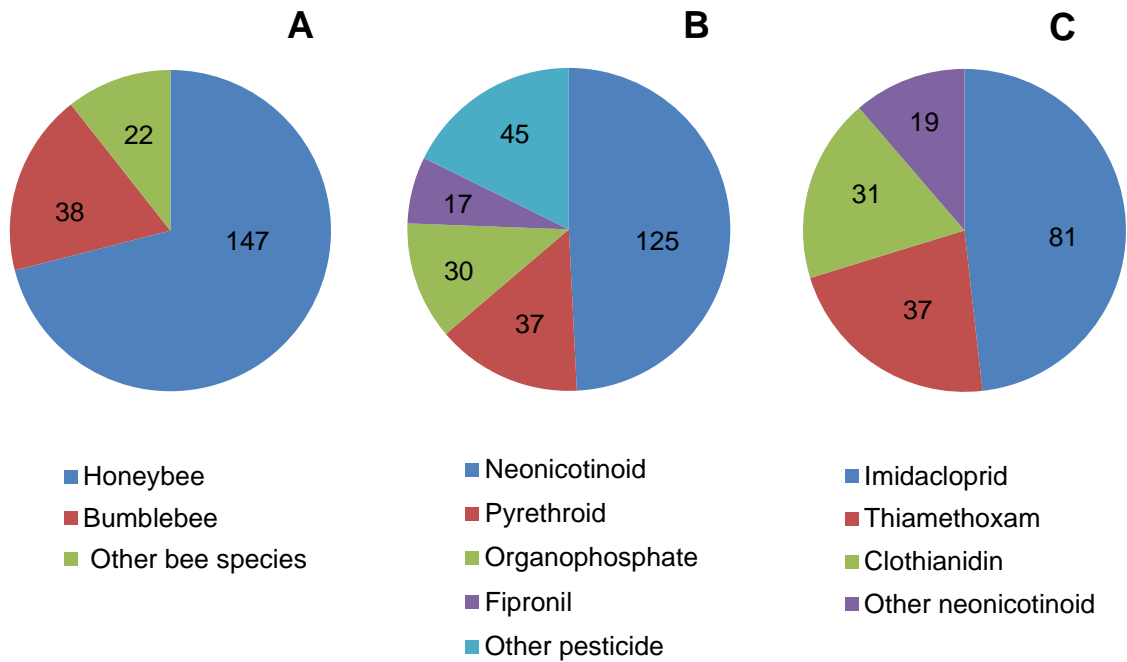 A
22
38
147
Honeybee
Bumblebee
Other bee species
B
45
17
125
30
37
Neonicotinoid
Pyrethroid
Organophosphate
Fipronil
Other pesticide
C
19
31
81
37
Imidacloprid
Thiamethoxam
Clothianidin
Other neonicotinoid